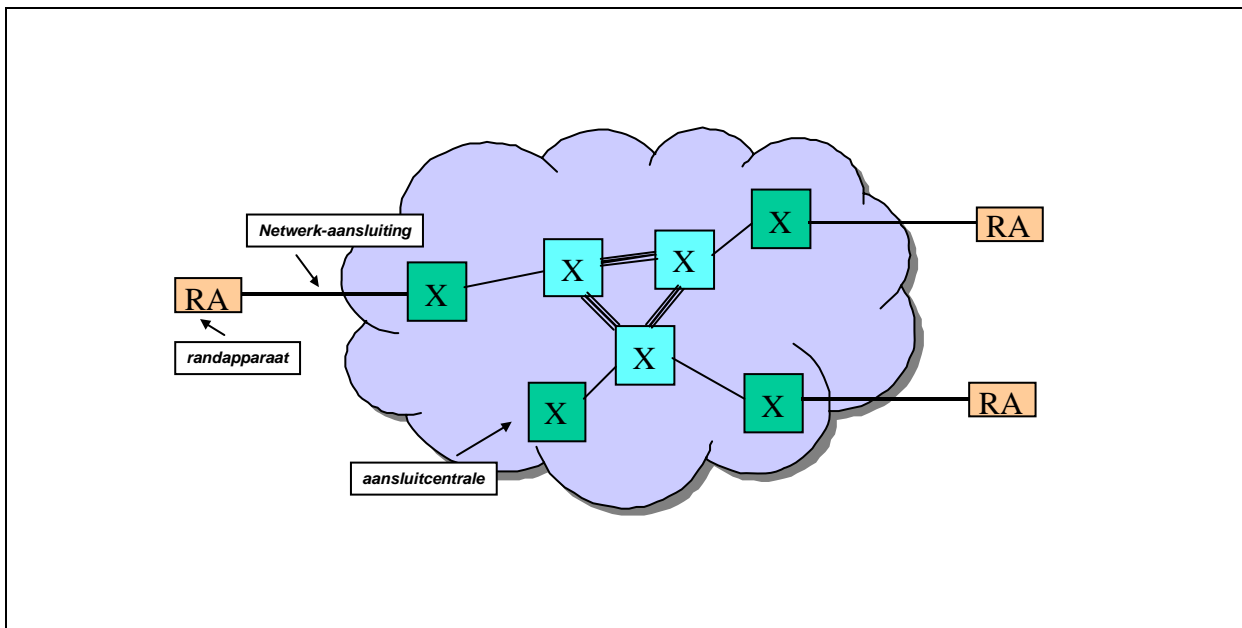 X
RA
Netwerk-aansluiting
X
X
X
RA
randapparaat
X
X
X
RA
aansluitcentrale